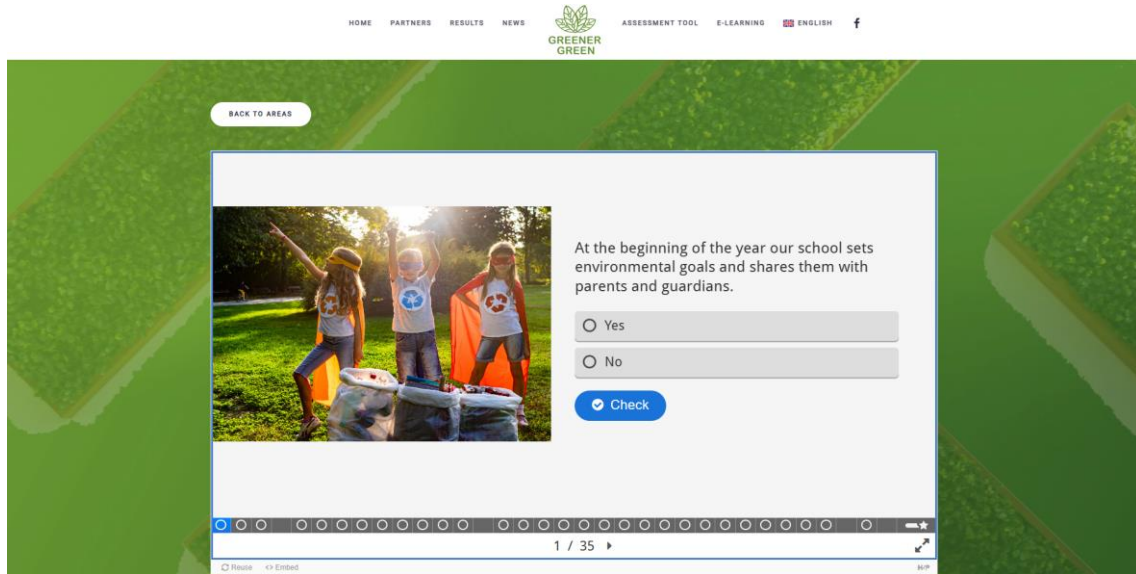 HOME PARTNERS RESULTS NEWS
GREENER
GREEN
ASSESSMENT TOOL E-LEARNING ENGLISH f
BACK TO AREAS
At the beginning of the year our school sets
environmental goals and shares them with
parents and guardians.
Yes
No
Check
1 / 35
Reuse <> Embed
H5P